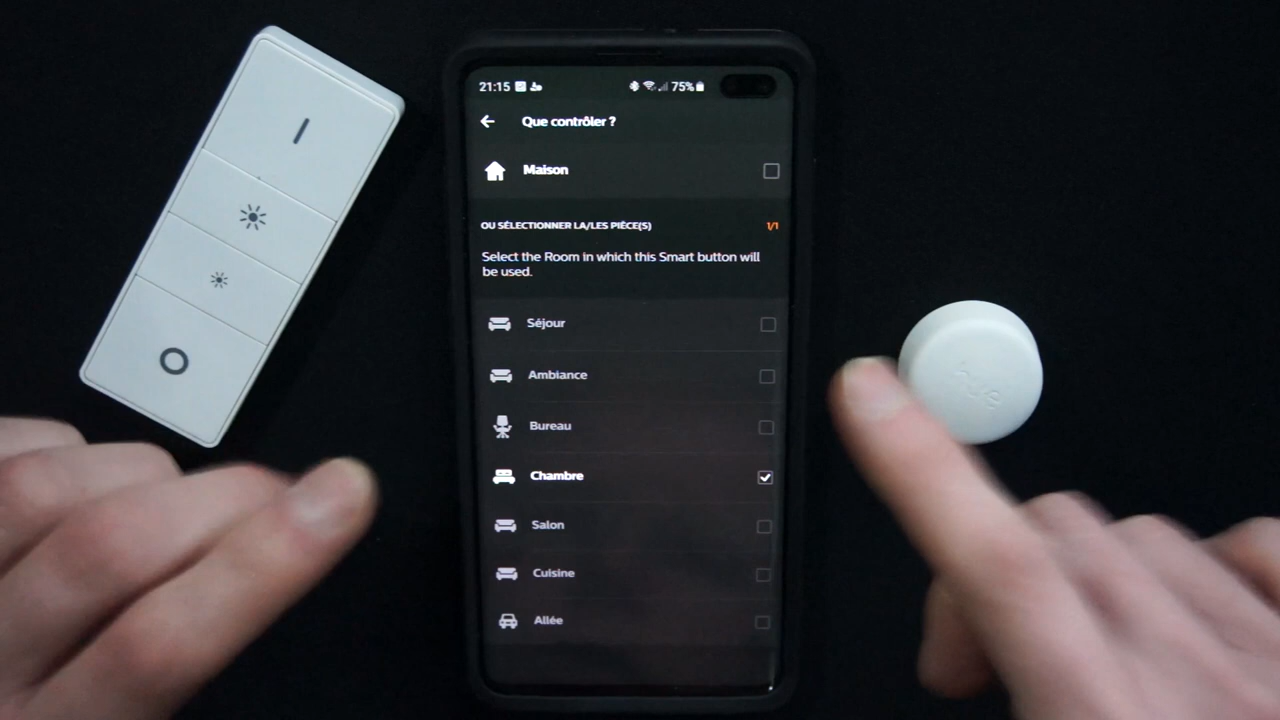 21:15
75%
Que contrôler ?
Maison
OU SÉLECTIONNER LA/LES PIÈCE(S) 1/1
Select the Room in which this Smart button will
be used.
Séjour
Ambiance
Bureau
Chambre
Salon
Cuisine
Allée
hue